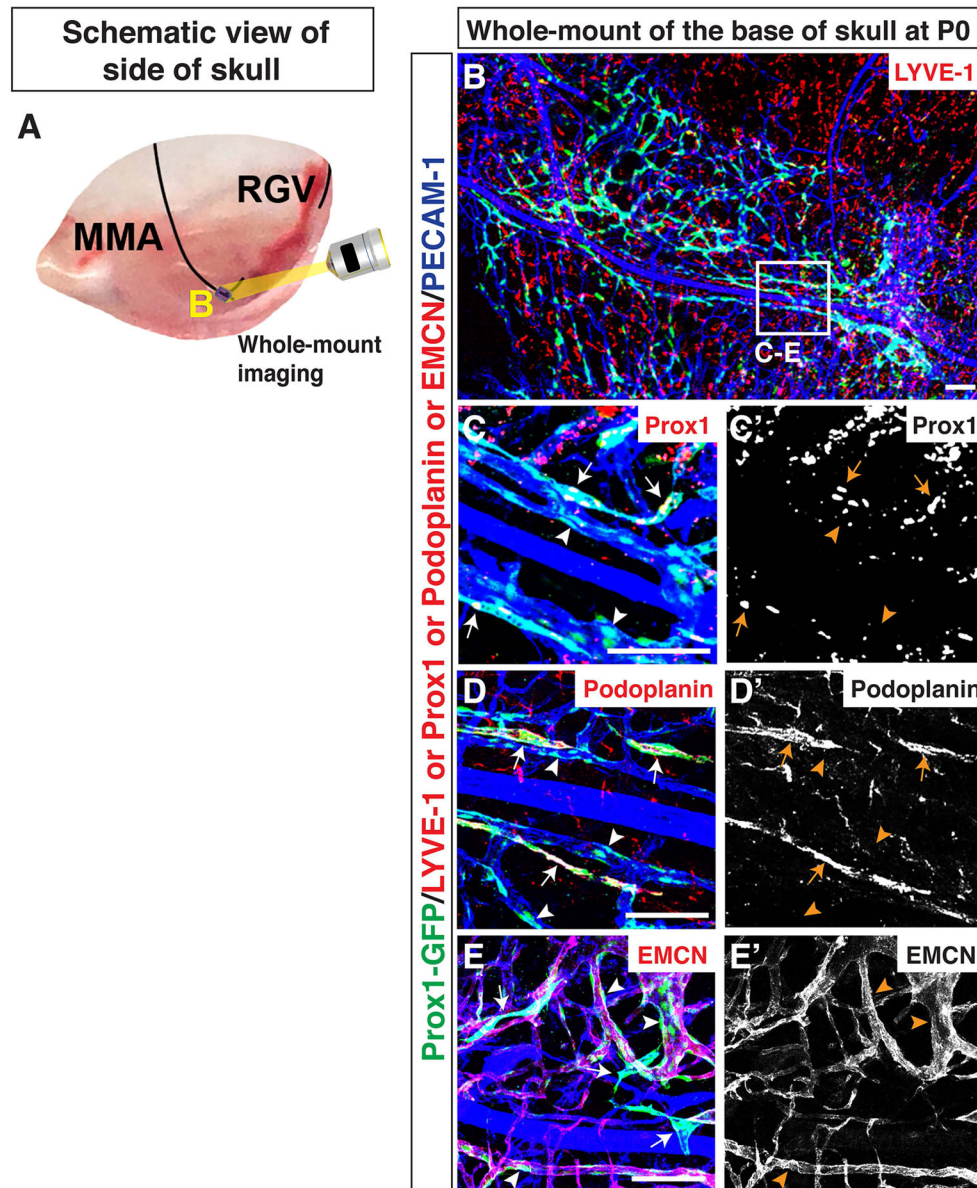 Schematic view of
side of skull
A
MMA
RGV
B
Whole-mount
imaging
Prox1-GFP/LYVE-1 or Prox1 or Podoplanin or EMCN/PECAM-1
Whole-mount of the base of skull at P0
B
LYVE-1
C-E
C
Prox1
C'
Prox1
D
Podoplanin
D'
Podoplanin
E
EMCN
E'
EMCN